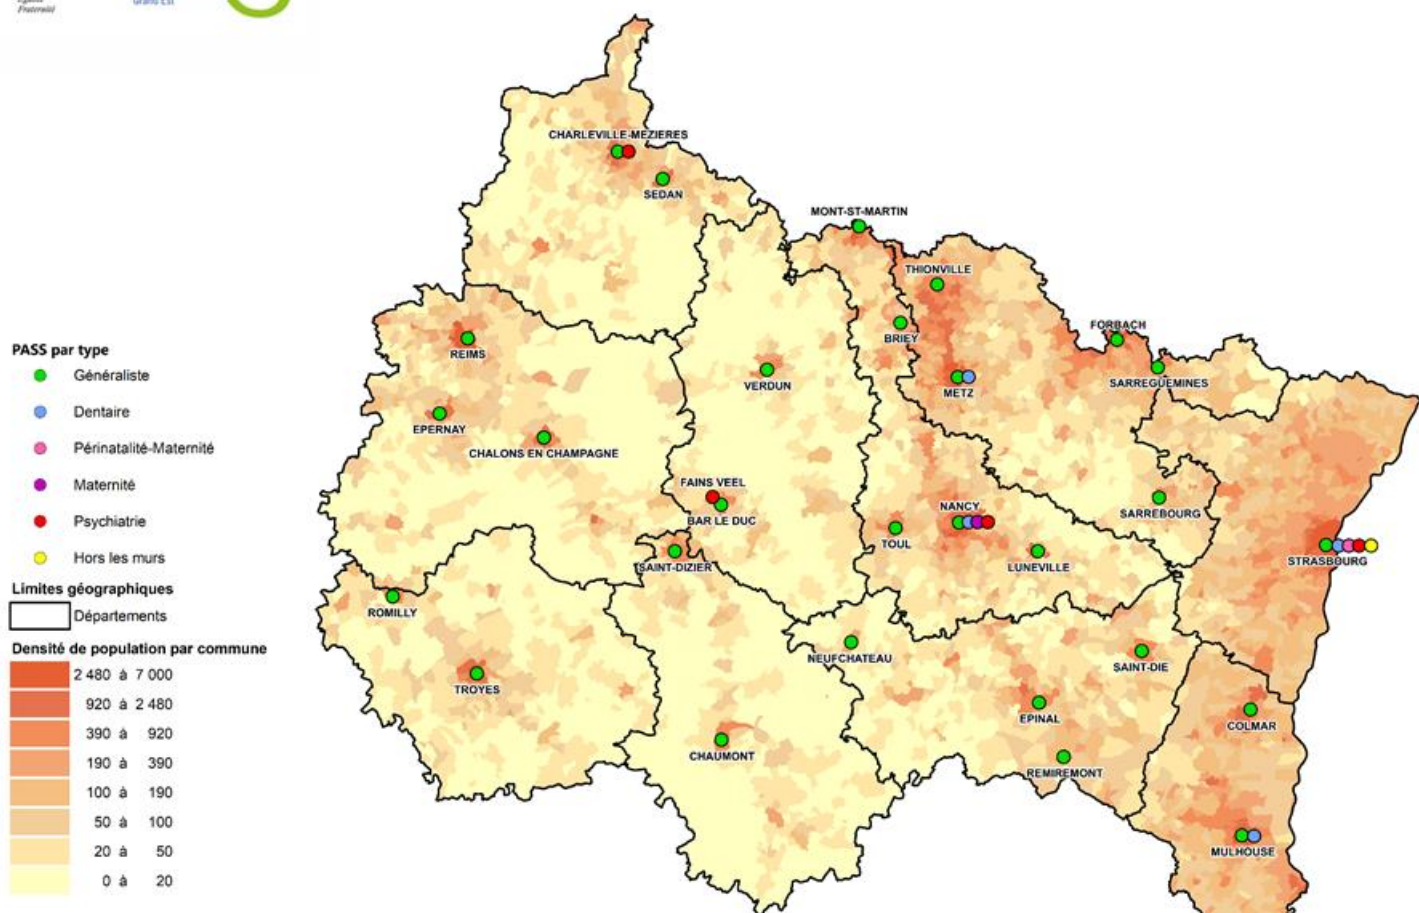 Fraternité
Grand Est
CHARLEVILLE-MEZIERES
SEDAN
MONT-ST-MARTIN
THIONVILLE
FORBACH
BRIEY
REIMS
SARREGUEMINES
VERDUN
METZ
EPERNAY
CHALONS EN CHAMPAGNE
FAINS VEEL
BAR LE DUC
NANCY
SARREBOURG
TOUL
LUNEVILLE
STRASBOURG
SAINT-DIZIER
ROMILLY
NEUFCHATEAU
SAINT-DIE
TROYES
EPINAL
COLMAR
CHAUMONT
REMIREMONT
MULHOUSE
PASS par type
Généraliste
Dentaire
Périnatalité-Maternité
Maternité
Psychiatrie
Hors les murs
Limites géographiques
Départements
Densité de population par commune
2 480 à 7 000
920 à 2 480
390 à 920
190 à 390
100 à 190
50 à 100
20 à 50
0 à 20